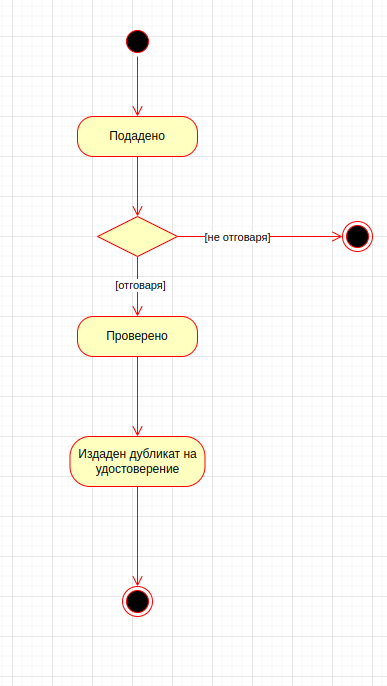 Подадено
[не отговаря]
[отговаря]
Проверено
Издаден дубликат на
удостоверение